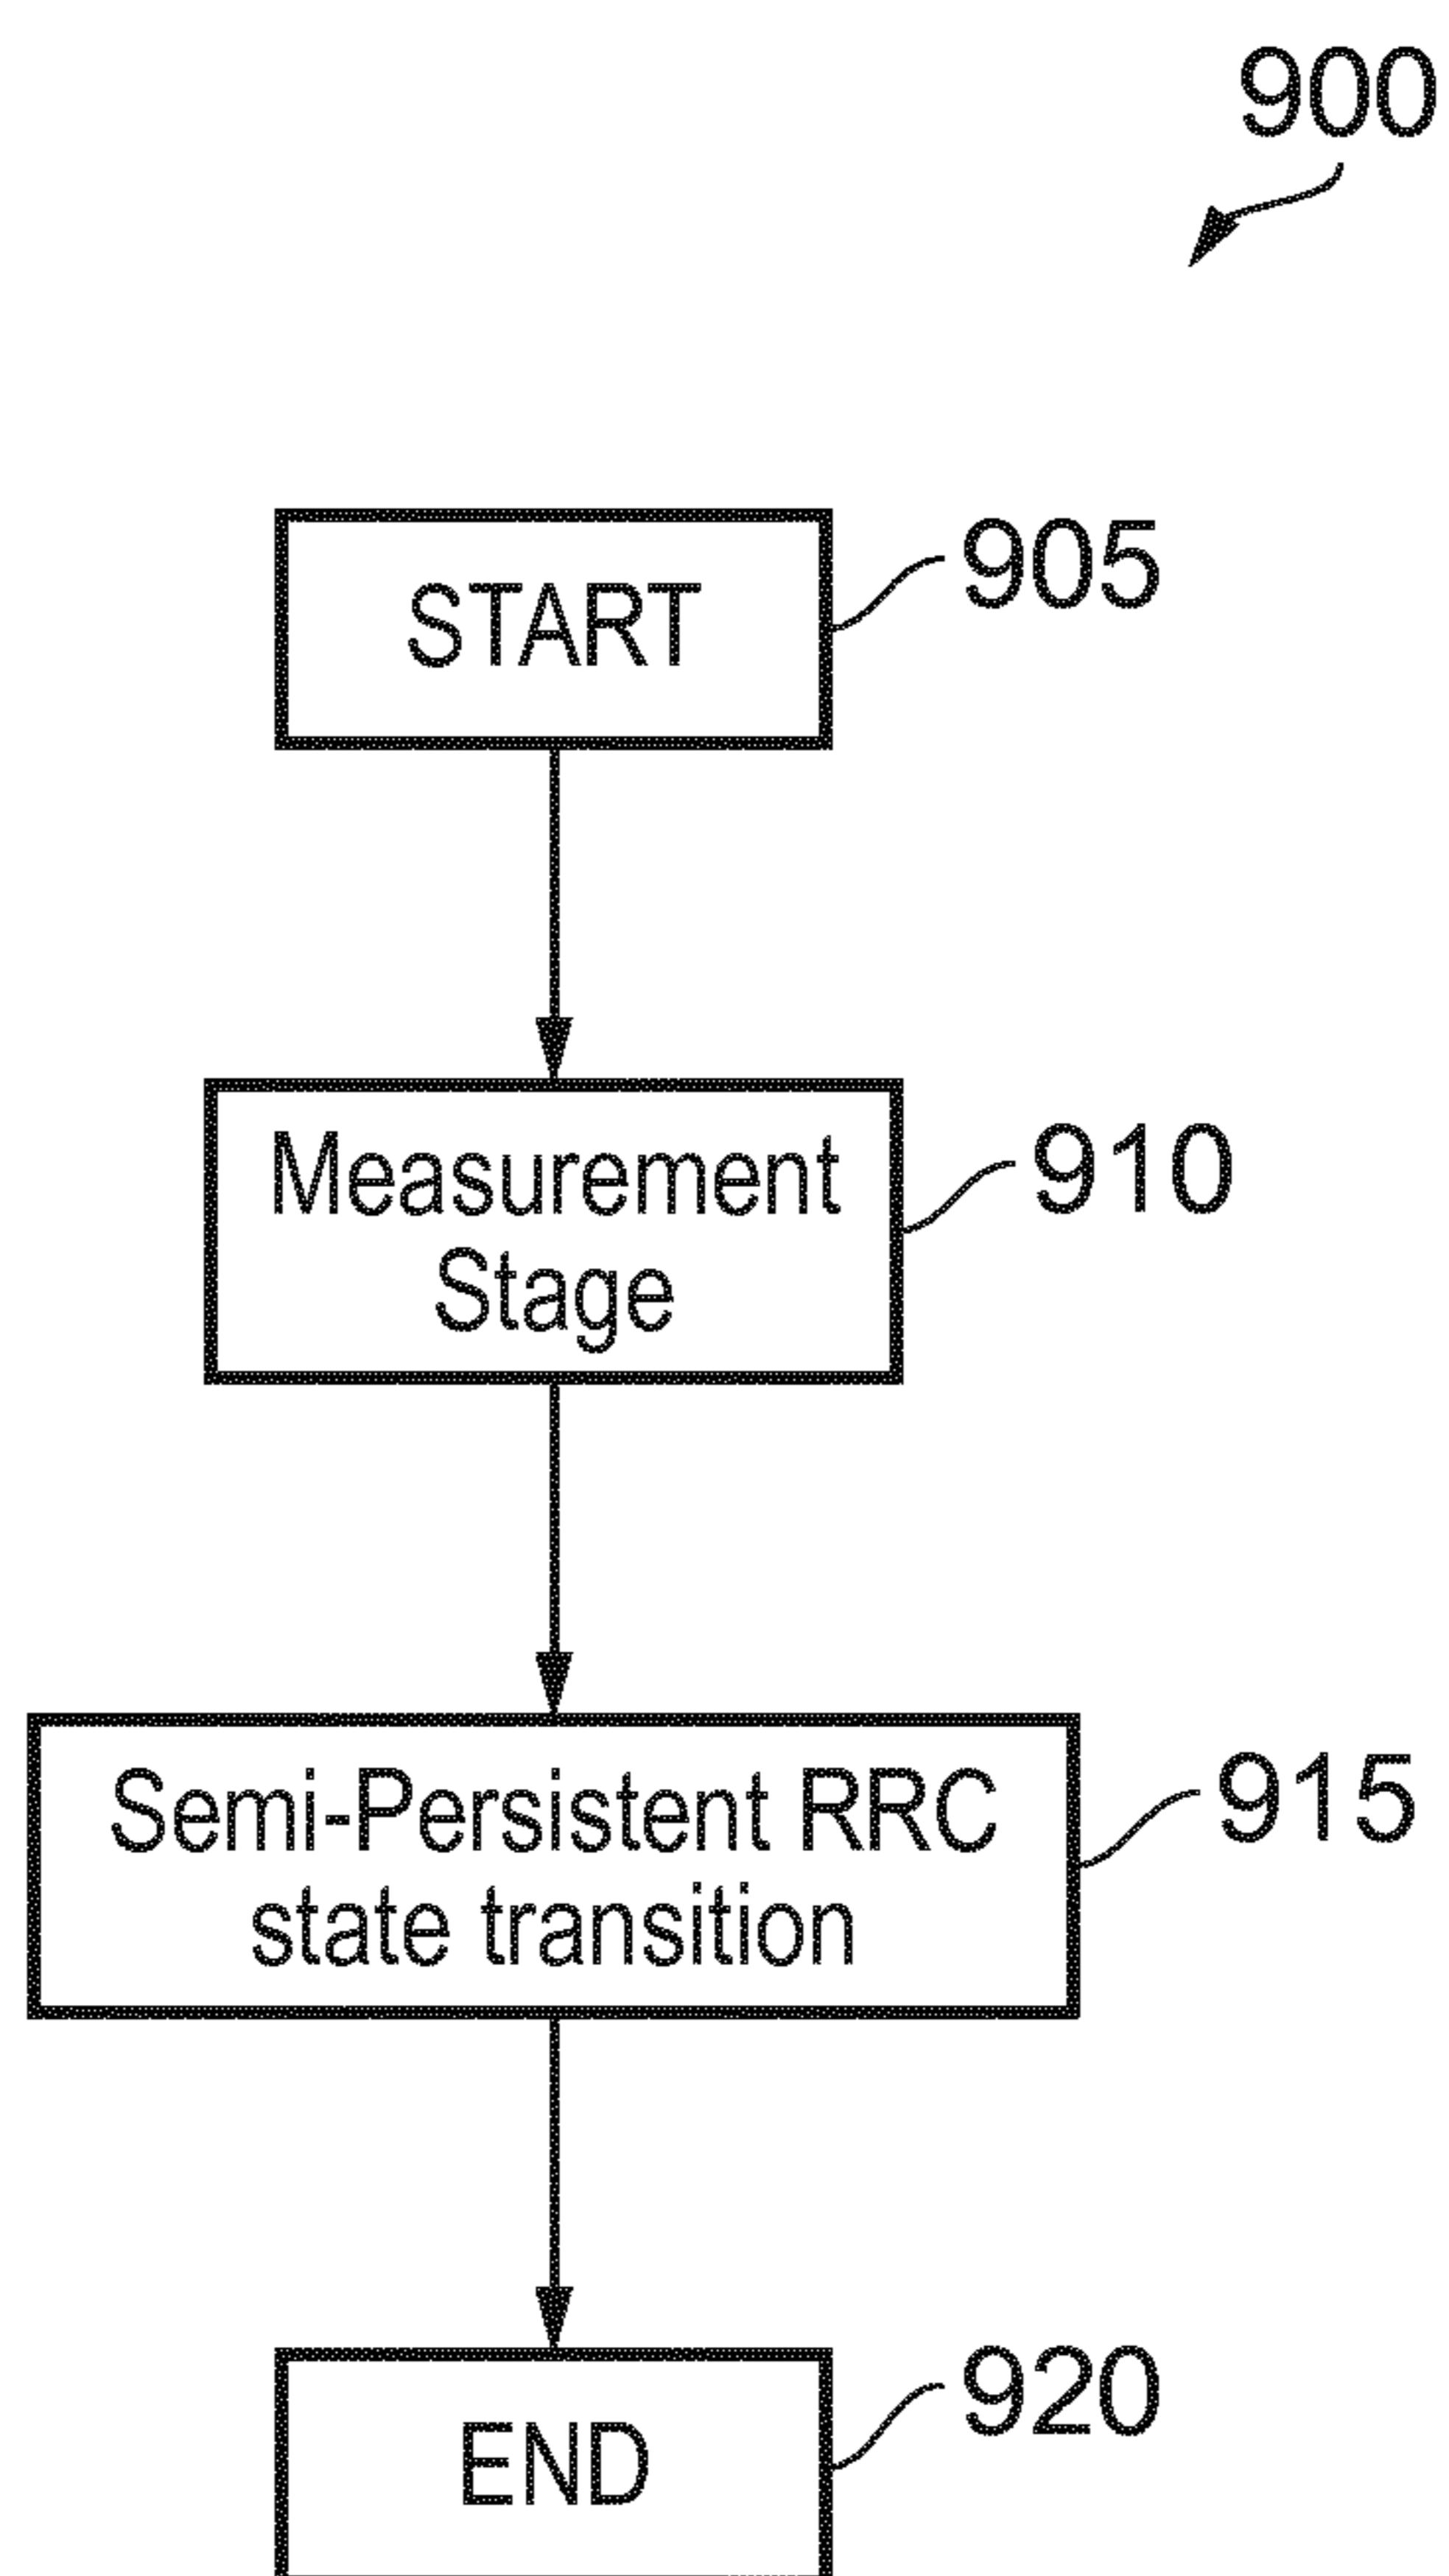 900
START
905
Measurement
Stage
910
Semi-Persistent RRC
state transition
915
END
920